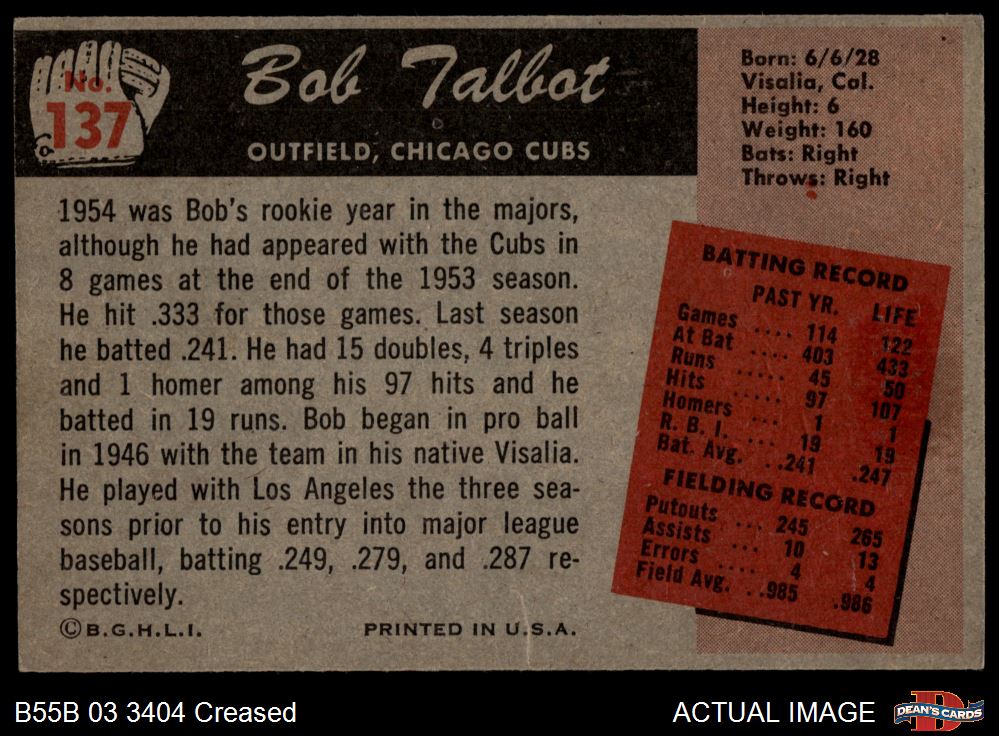 No.
137
Bob Talbot
OUTFIELD, CHICAGO CUBS
Born: 6/6/28
Visalia, Cal.
Height: 6
Weight: 160
Bats: Right
Throws: Right
1954 was Bob's rookie year in the majors,
although he had appeared with the Cubs in
8 games at the end of the 1953 season.
He hit .333 for those games. Last season
he batted .241. He had 15 doubles, 4 triples
and 1 homer among his 97 hits and he
batted in 19 runs. Bob began in pro ball
in 1946 with the team in his native Visalia.
He played with Los Angeles the three sea-
sons prior to his entry into major league
baseball, batting .249, .279, and .287 re-
spectively.
©B.G.H.L.I. PRINTED IN U.S.A.
BATTING RECORD
PAST YR. LIFE
Games .... 114 122
At Bat .... 403 433
Runs ..... 45 50
Hits ..... 97 107
Homers ... 1 1
R. B. I. ... 19 19
Bat. Avg. ..241 .247
FIELDING RECORD
Putouts ... 245 265
Assists ... 10 13
Errors .... 4 4
Field Avg. ..985 .986
B55B 03 3404 Creased
ACTUAL IMAGE
DEAN'S CARDS